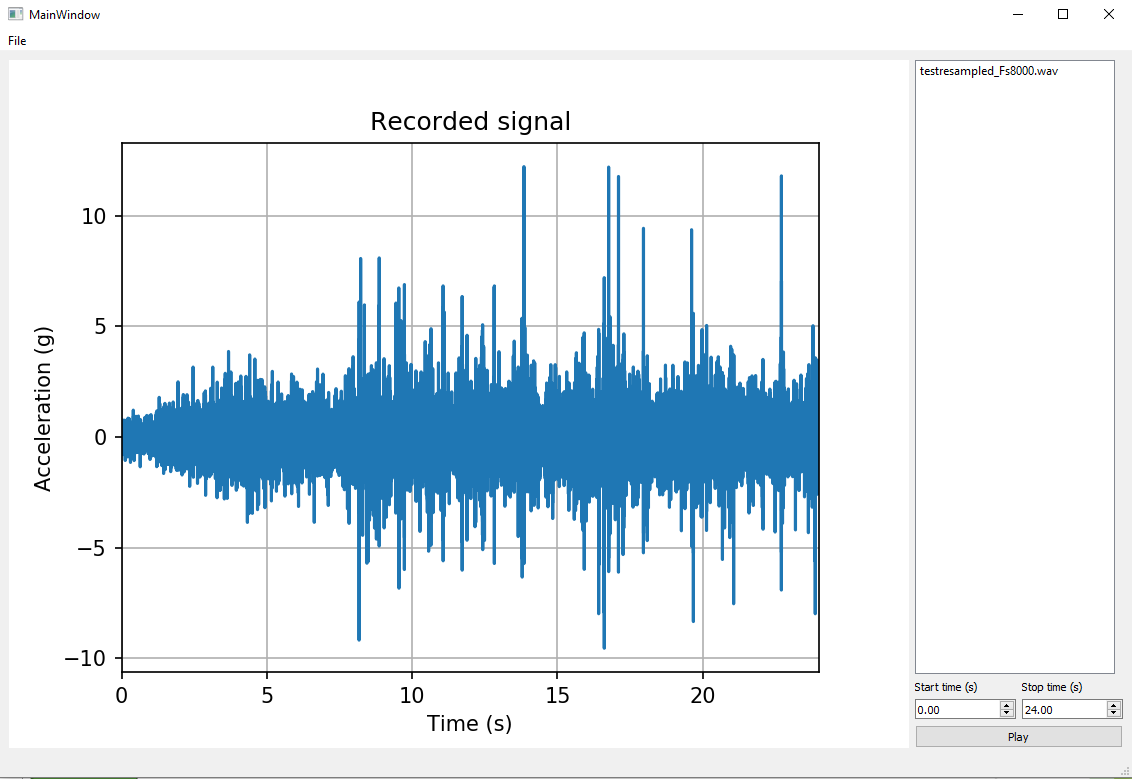 MainWindow
File
testresampled_Fs8000.wav
Recorded signal
10
5
0
−5
−10
Acceleration (g)
0 5 10 15 20
Time (s)
Start time (s) Stop time (s)
0.00 24.00
Play